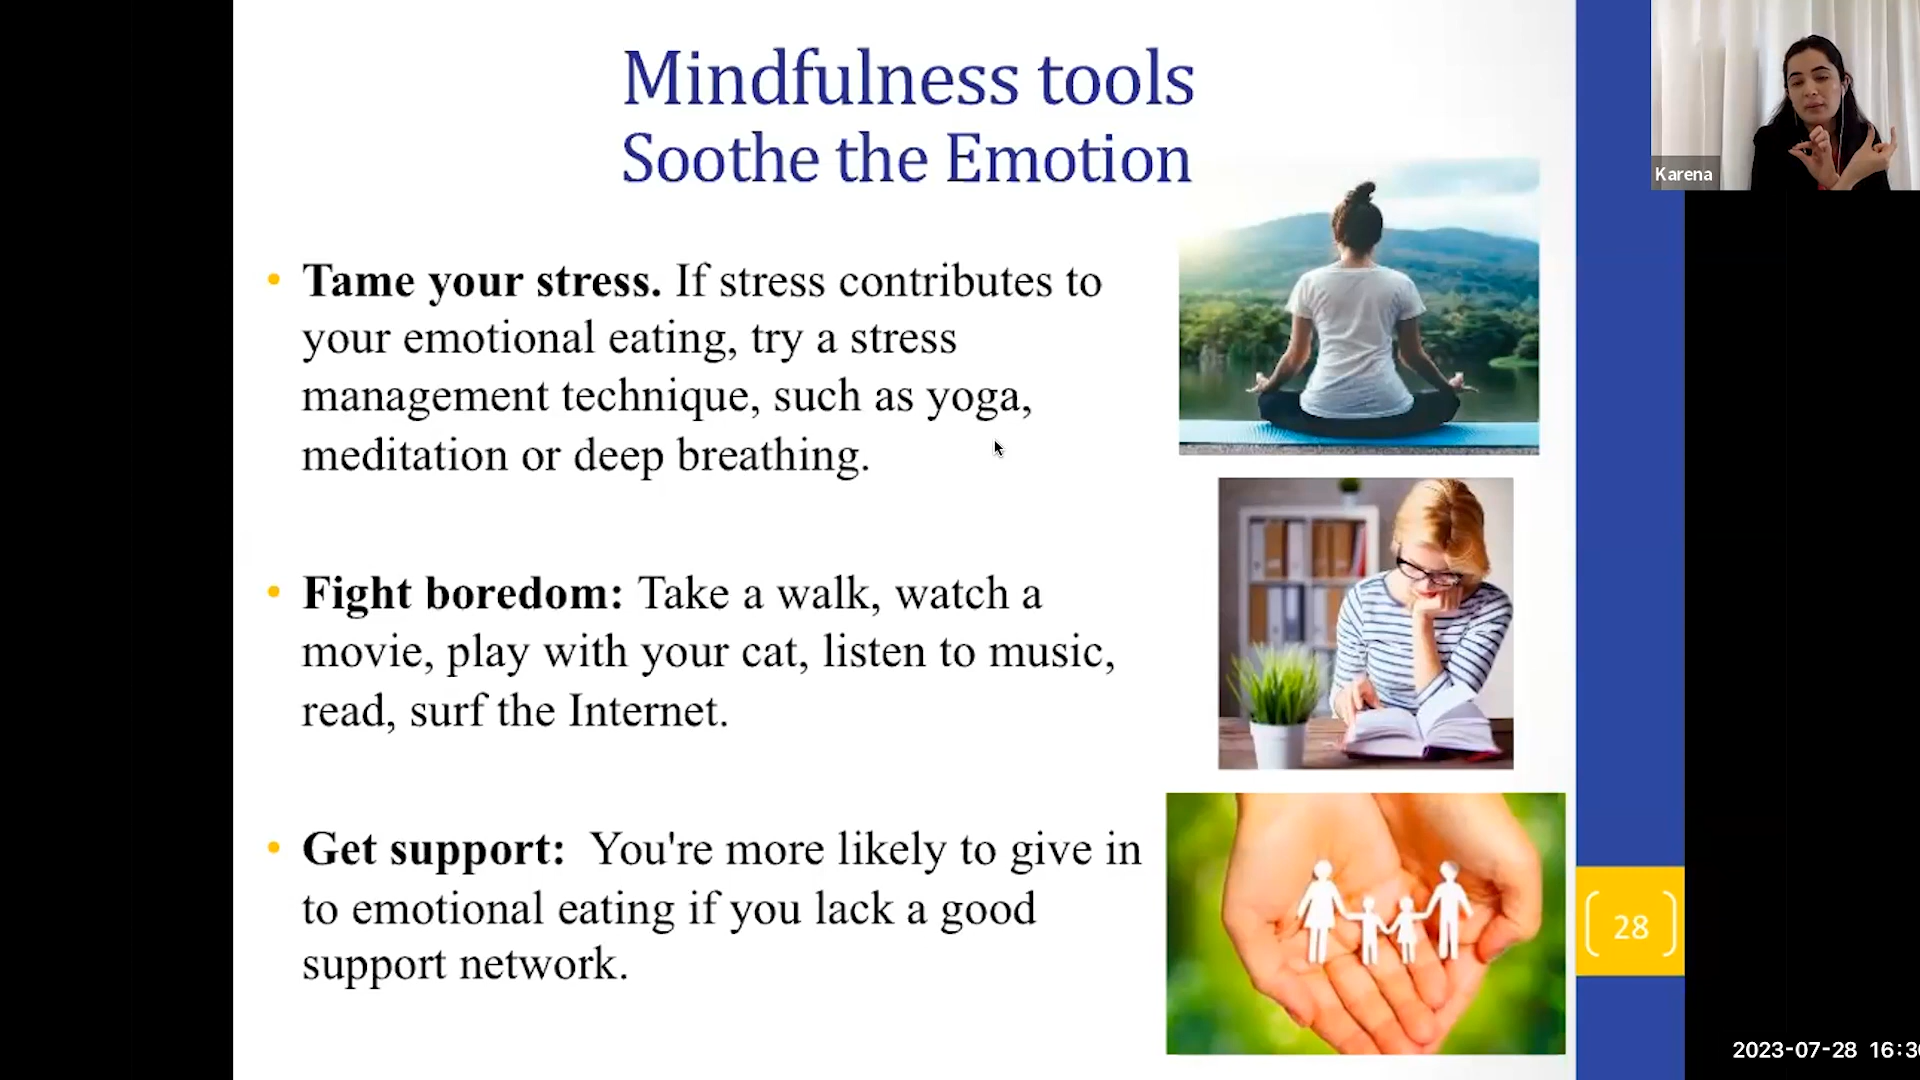 Mindfulness tools
Soothe the Emotion
Karena
• Tame your stress. If stress contributes to
your emotional eating, try a stress
management technique, such as yoga,
meditation or deep breathing.
• Fight boredom: Take a walk, watch a
movie, play with your cat, listen to music,
read, surf the Internet.
• Get support: You're more likely to give in
to emotional eating if you lack a good
support network.
28
2023-07-28 16:3